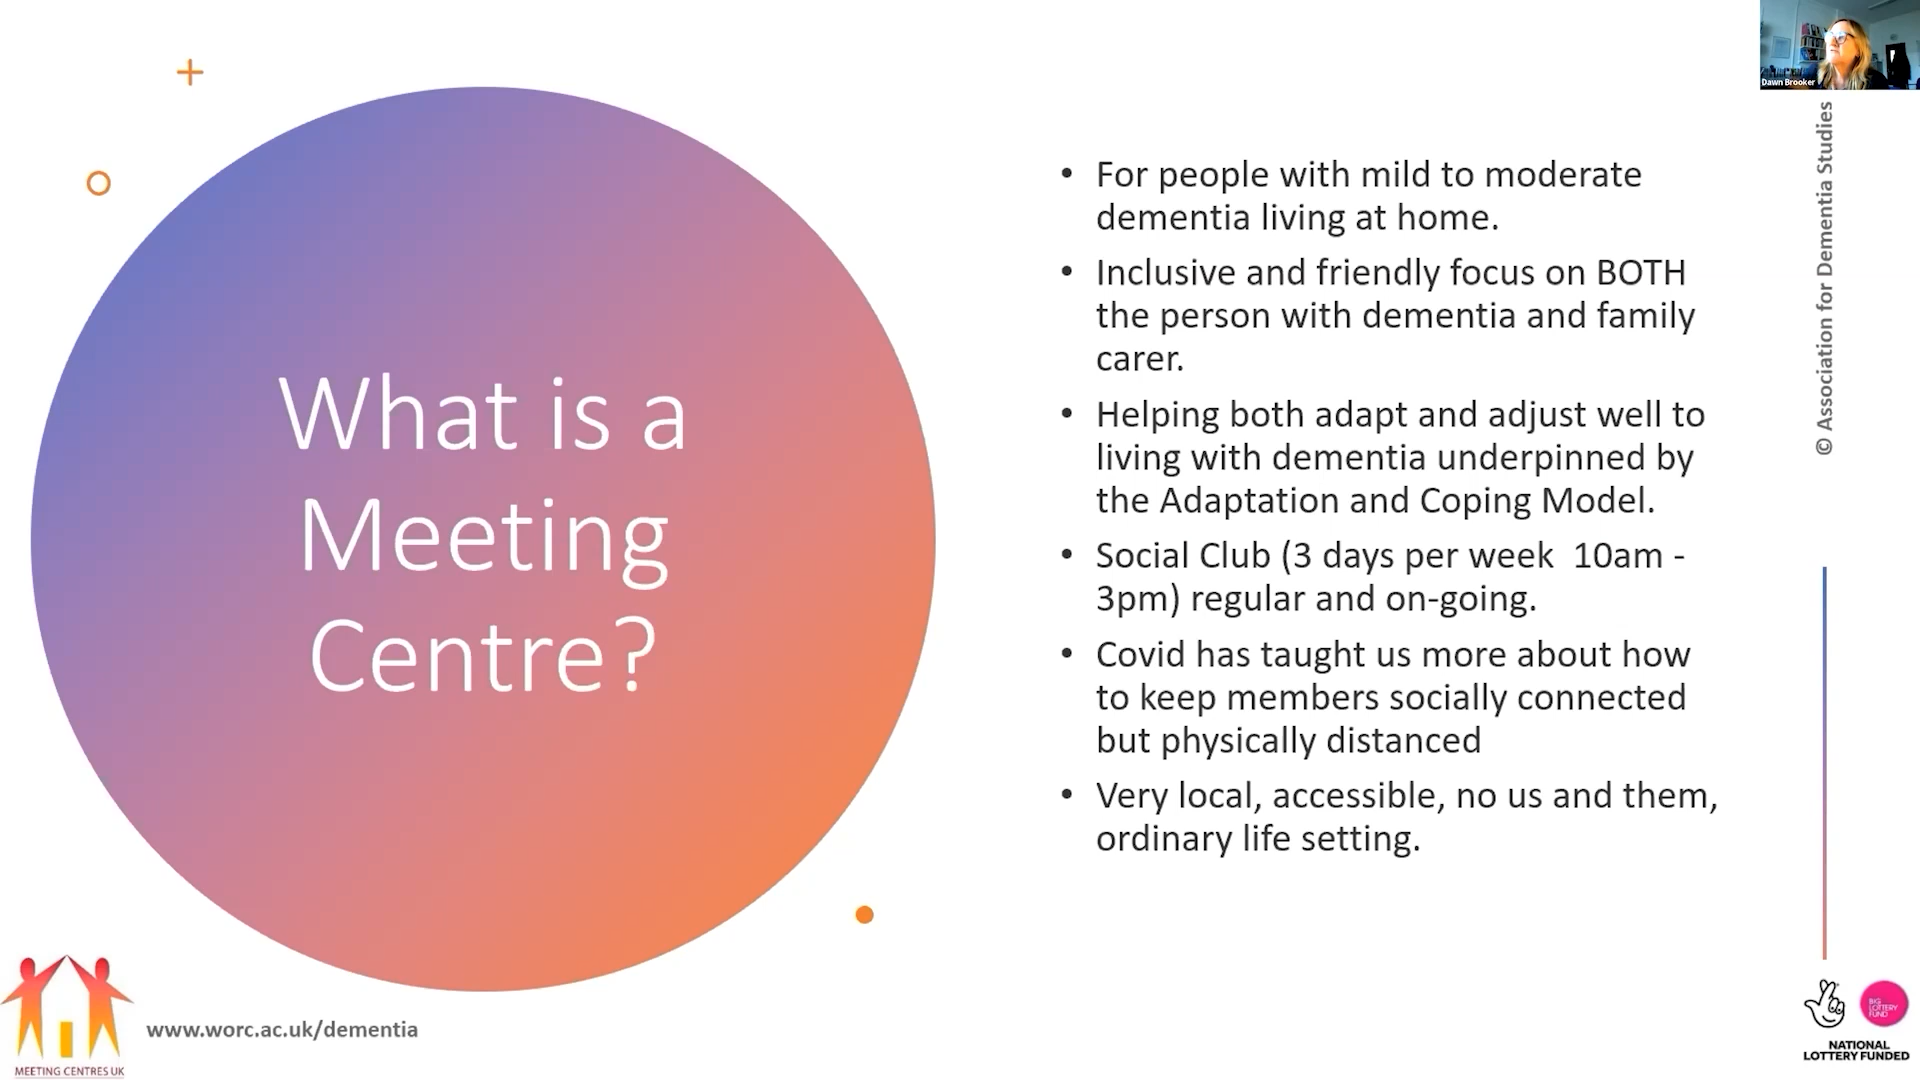 What is a
Meeting
Centre?
• For people with mild to moderate
dementia living at home.
• Inclusive and friendly focus on BOTH
the person with dementia and family
carer.
• Helping both adapt and adjust well to
living with dementia underpinned by
the Adaptation and Coping Model.
• Social Club (3 days per week  10am -
3pm) regular and on-going.
• Covid has taught us more about how
to keep members socially connected
but physically distanced
• Very local, accessible, no us and them,
ordinary life setting.
Dawn Brooker
© Association for Dementia Studies
MEETING CENTRES UK
www.worc.ac.uk/dementia
BIG
LOTTERY
FUND
NATIONAL
LOTTERY FUNDED